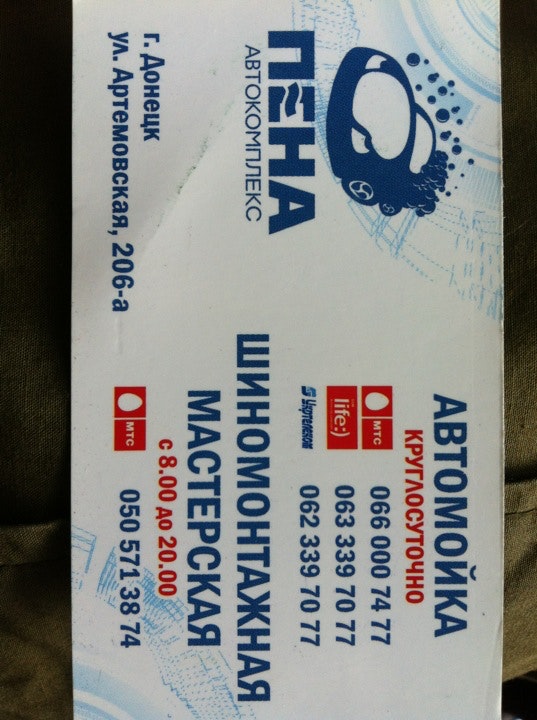 ПЕНА
АВТОКОМПЛЕКС
г. Донецк
ул. Артемовская, 206-а
АВТОМОЙКА
КРУГЛОСУТОЧНО
МТС 066 000 74 77
life:) 063 339 70 77
Укртелеком 062 339 70 77
ШИНОМОНТАЖНАЯ
МАСТЕРСКАЯ
с 8.00 до 20.00
МТС 050 571 38 74